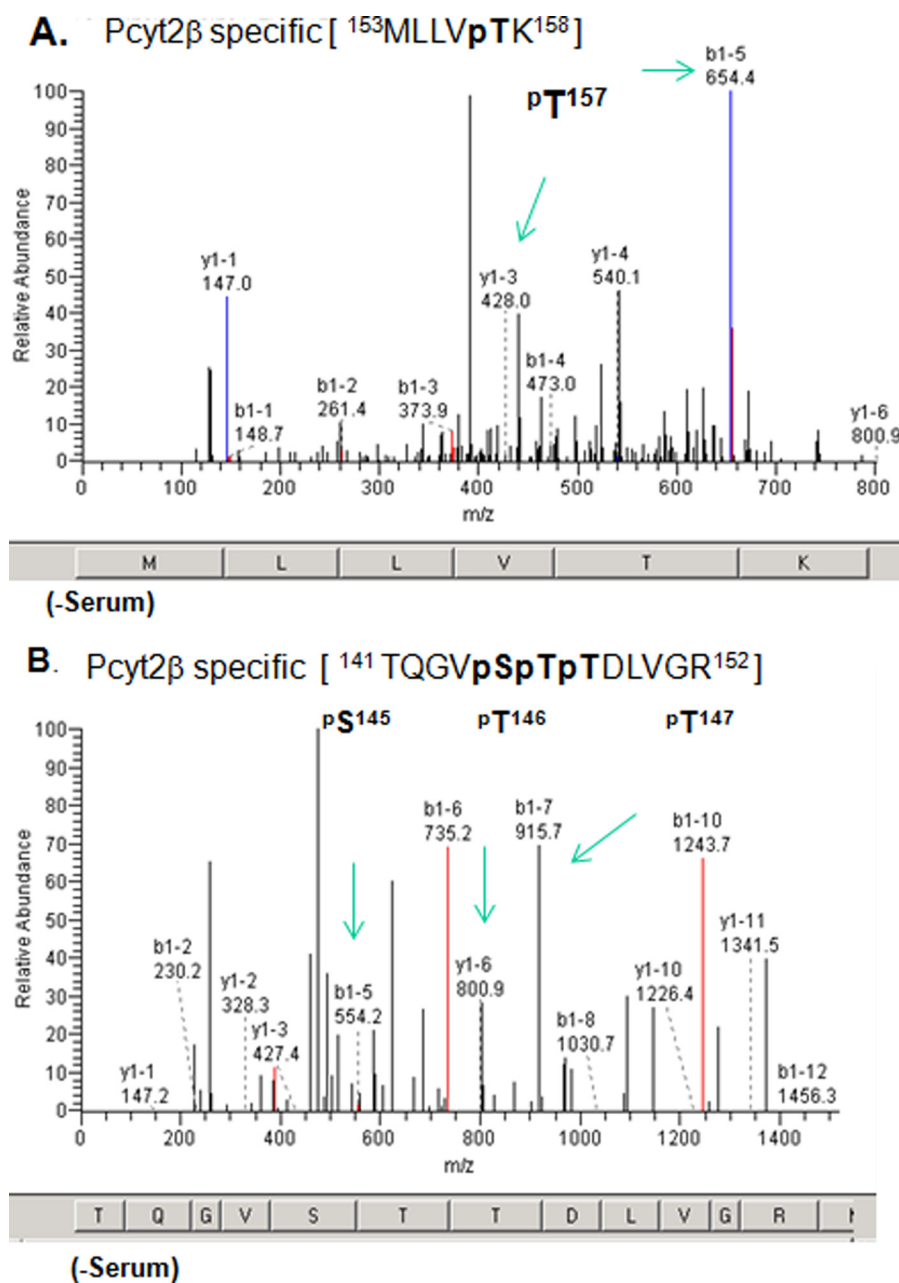 A. Pcyt2β specific [ ¹⁵³MLLVpTK¹⁵⁸]
b1-5
654.4
pT¹⁵⁷
100
90
80
70
60
50
40
30
20
10
0
Relative Abundance
y1-1
147.0
b1-1
148.7
b1-2
261.4
b1-3
373.9
y1-3
428.0
b1-4
473.0
y1-4
540.1
y1-6
800.9
0 100 200 300 400 500 600 700 800
m/z
M L L V T K
(-Serum)
B. Pcyt2β specific [ ¹⁴¹ TQGVpSpTpTDLVGR¹⁵²]
pS¹⁴⁵ pT¹⁴⁶ pT¹⁴⁷
100
90
80
70
60
50
40
30
20
10
0
Relative Abundance
y1-1
147.2
b1-2
230.2
y1-2
328.3
y1-3
427.4
b1-5
554.2
b1-6
735.2
y1-6
800.9
b1-7
915.7
b1-8
1030.7
y1-10
1226.4
b1-10
1243.7
y1-11
1341.5
b1-12
1456.3
0 200 400 600 800 1000 1200 1400
m/z
T Q G V S T T D L V G R
(-Serum)